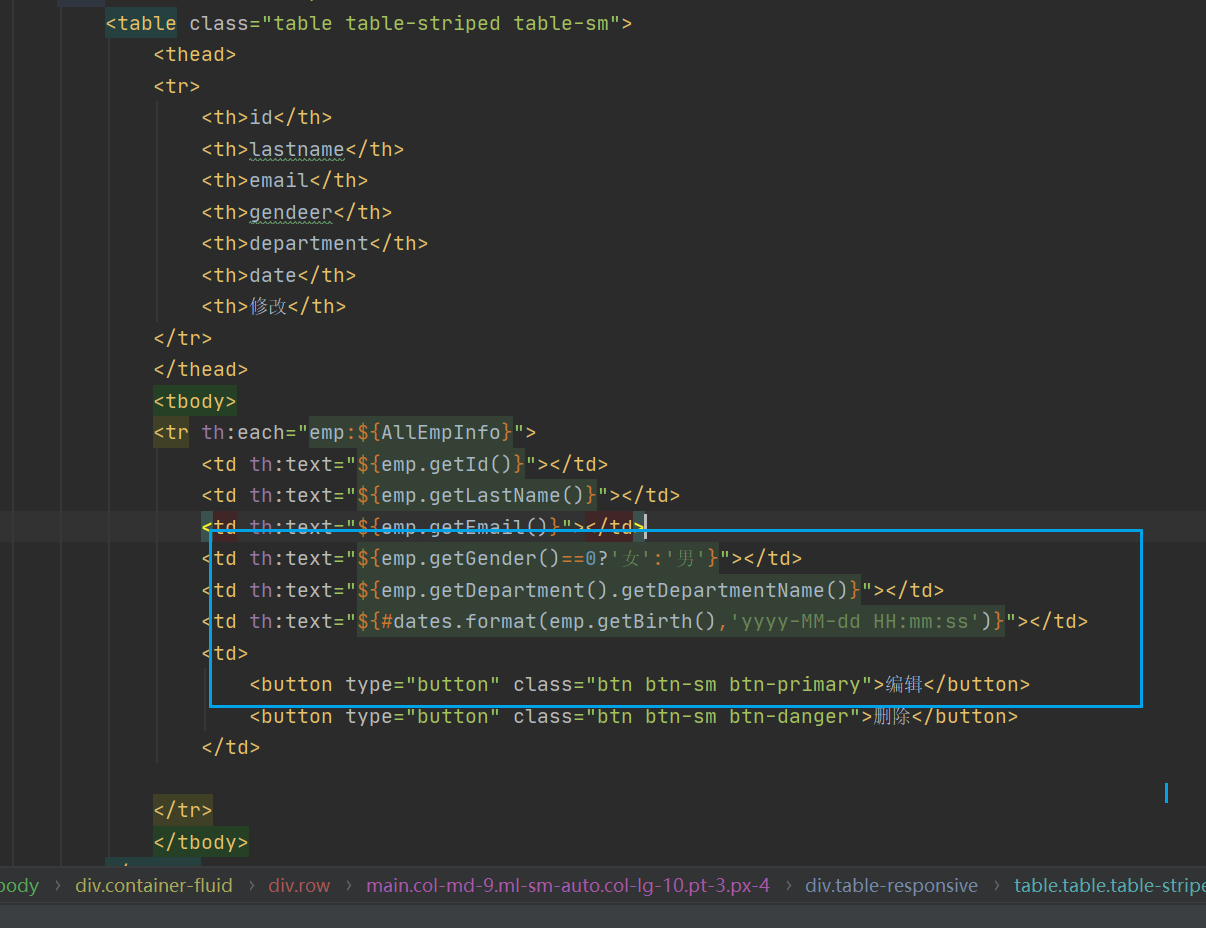 <table class="table table-striped table-sm">
<thead>
<tr>
<th>id</th>
<th>lastname</th>
<th>email</th>
<th>gendeer</th>
<th>department</th>
<th>date</th>
<th>修改</th>
</tr>
</thead>
<tbody>
<tr th:each="emp:${AllEmpInfo}">
<td th:text="${emp.getId()}"></td>
<td th:text="${emp.getLastName()}"></td>
<td th:text="${emp.getEmail()}"></td>
<td th:text="${emp.getGender()==0?'女':'男'}"></td>
<td th:text="${emp.getDepartment().getDepartmentName()}"></td>
<td th:text="${#dates.format(emp.getBirth(),'yyyy-MM-dd HH:mm:ss')}"></td>
<td>
<button type="button" class="btn btn-sm btn-primary">编辑</button>
<button type="button" class="btn btn-sm btn-danger">删除</button>
</td>
</tr>
</tbody>
body › div.container-fluid › div.row › main.col-md-9.ml-sm-auto.col-lg-10.pt-3.px-4 › div.table-responsive › table.table.table-stripe